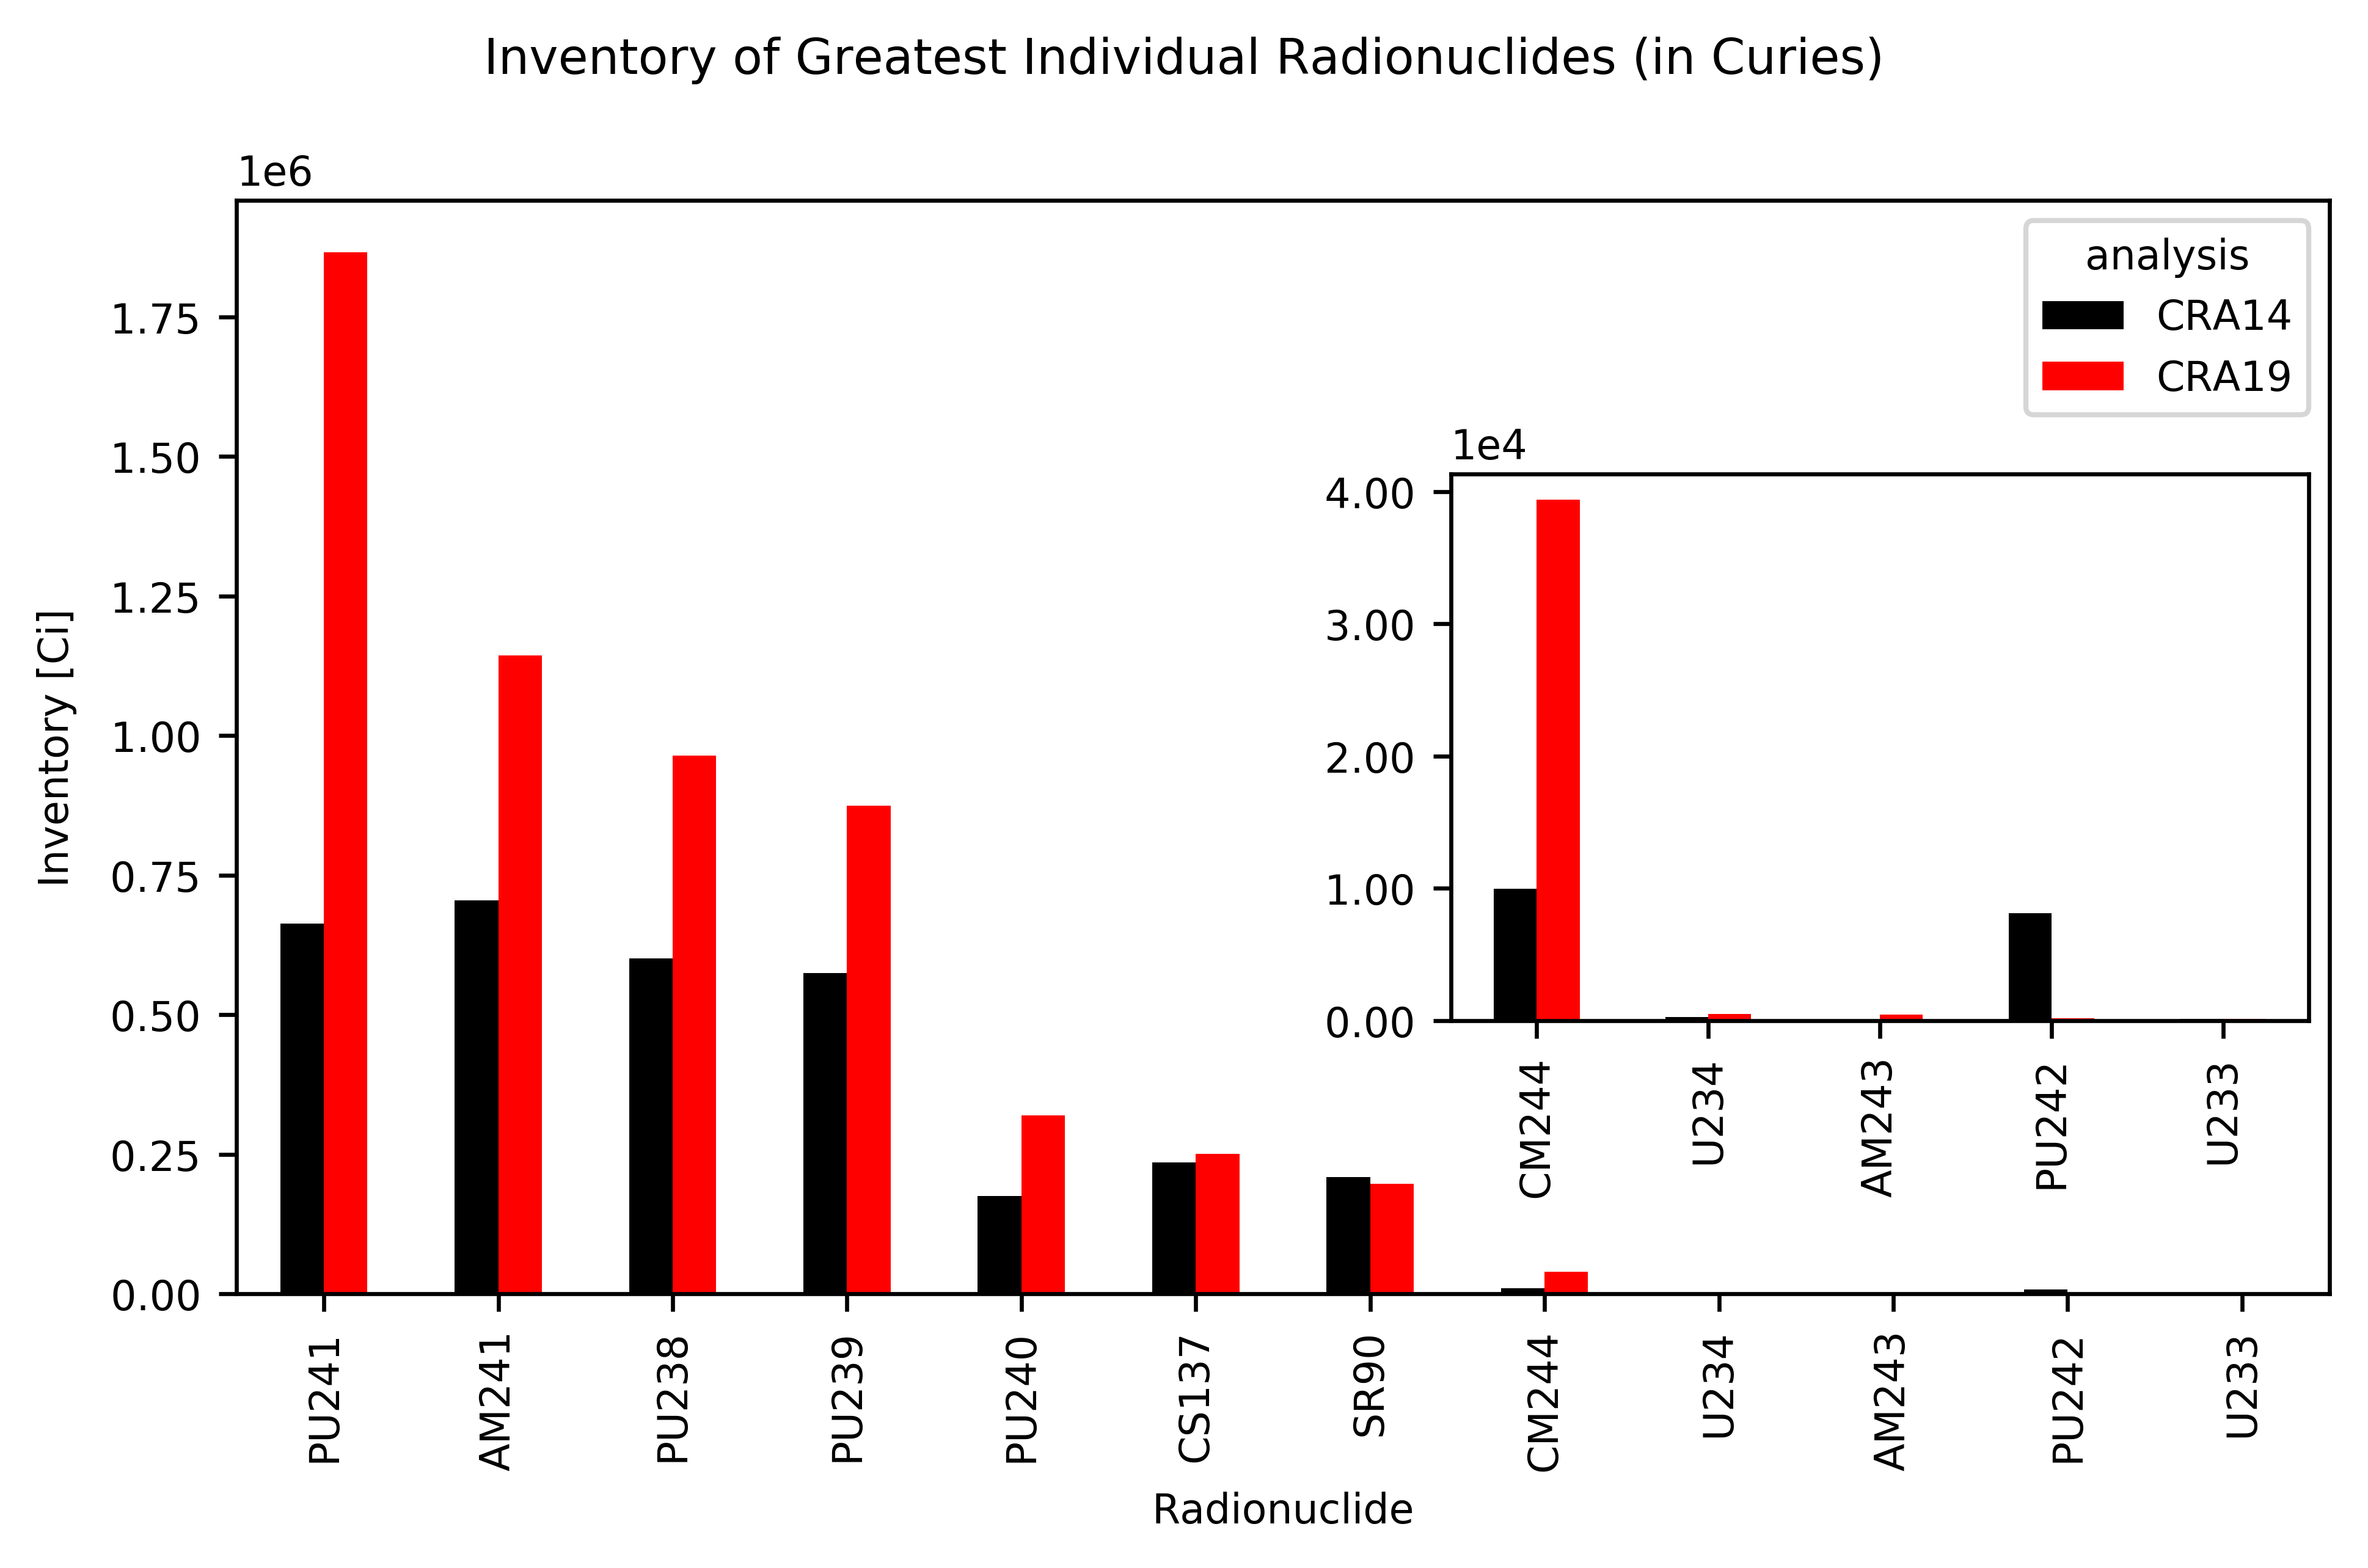 Inventory of Greatest Individual Radionuclides (in Curies)
1e6
1.75
1.50
1.25
1.00
0.75
0.50
0.25
0.00
Inventory [Ci]
analysis
CRA14
CRA19
1e4
4.00
3.00
2.00
1.00
0.00
CM244
U234
AM243
PU242
U233
PU241
AM241
PU238
PU239
PU240
CS137
SR90
CM244
U234
AM243
PU242
U233
Radionuclide